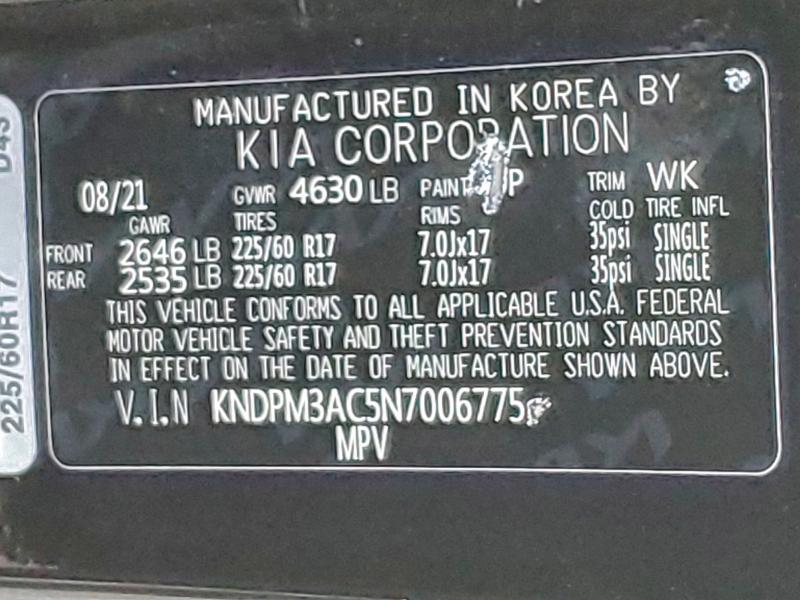 MANUFACTURED IN KOREA BY
KIA CORPORATION
08/21 GVWR 4630 LB PAINT TRIM WK
GAWR TIRES RIMS COLD TIRE INFL
FRONT 2646 LB 225/60 R17 7.0Jx17 35psi SINGLE
REAR 2535 LB 225/60 R17 7.0Jx17 35psi SINGLE
THIS VEHICLE CONFORMS TO ALL APPLICABLE U.S.A. FEDERAL
MOTOR VEHICLE SAFETY AND THEFT PREVENTION STANDARDS
IN EFFECT ON THE DATE OF MANUFACTURE SHOWN ABOVE.
V.I.N KNDPM3AC5N7006775
MPV
225/60R17